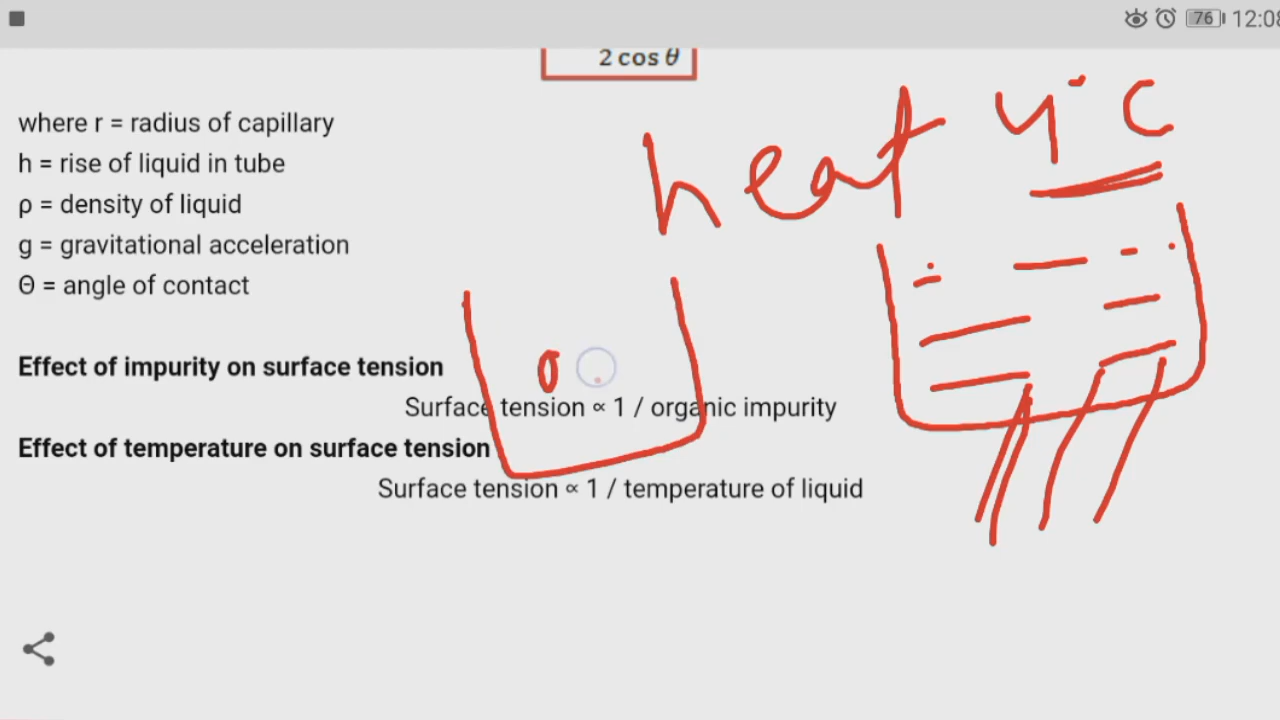 76 12:08
2 cos θ
where r = radius of capillary
heat 4°C
h = rise of liquid in tube
ρ = density of liquid
g = gravitational acceleration
Θ = angle of contact
Effect of impurity on surface tension
Surface tension ∝ 1 / organic impurity
Effect of temperature on surface tension
Surface tension ∝ 1 / temperature of liquid